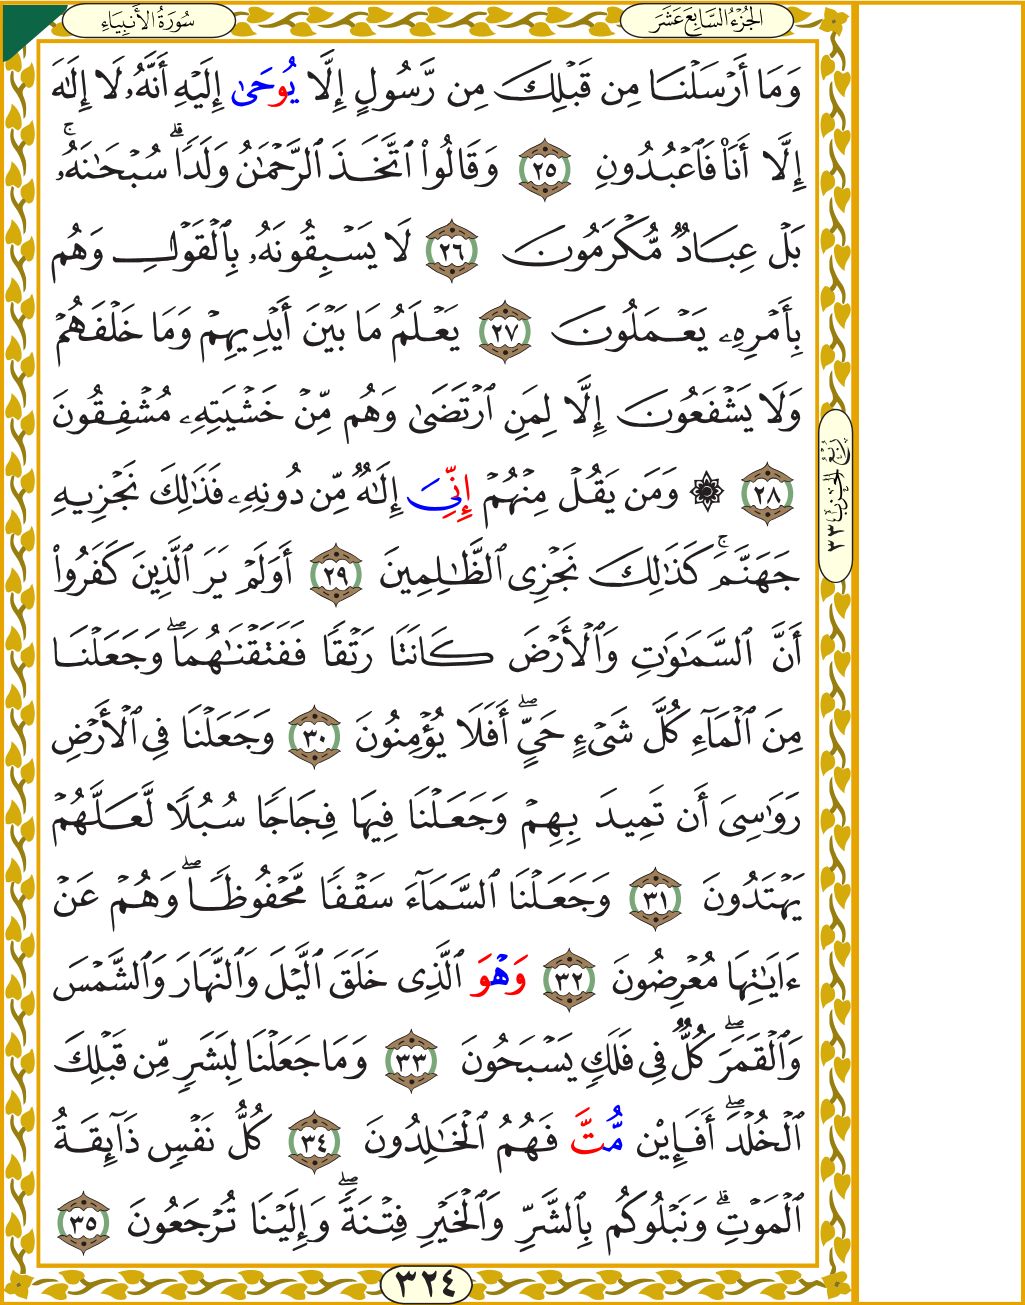 الجُزْءُ السَّابِعَ عَشَرَ
سُورَةُ الأَنبِيَاءِ
وَمَآ أَرۡسَلۡنَا مِن قَبۡلِكَ مِن رَّسُولٍ إِلَّا يُوحَىٰ إِلَيۡهِ أَنَّهُۥ لَآ إِلَٰهَ
إِلَّآ أَنَا۠ فَٱعۡبُدُونِ ٢٥ وَقَالُواْ ٱتَّخَذَ ٱلرَّحۡمَٰنُ وَلَدٗاۗ سُبۡحَٰنَهُۥۚ
بَلۡ عِبَادٞ مُّكۡرَمُونَ ٢٦ لَا يَسۡبِقُونَهُۥ بِٱلۡقَوۡلِ وَهُم
بِأَمۡرِهِۦ يَعۡمَلُونَ ٢٧ يَعۡلَمُ مَا بَيۡنَ أَيۡدِيهِمۡ وَمَا خَلۡفَهُمۡ
وَلَا يَشۡفَعُونَ إِلَّا لِمَنِ ٱرۡتَضَىٰ وَهُم مِّنۡ خَشۡيَتِهِۦ مُشۡفِقُونَ
٢٨ ۞ وَمَن يَقُلۡ مِنۡهُمۡ إِنِّيَ إِلَٰهٞ مِّن دُونِهِۦ فَذَٰلِكَ نَجۡزِيهِ
جَهَنَّمَۚ كَذَٰلِكَ نَجۡزِي ٱلظَّٰلِمِينَ ٢٩ أَوَلَمۡ يَرَ ٱلَّذِينَ كَفَرُوٓاْ
أَنَّ ٱلسَّمَٰوَٰتِ وَٱلۡأَرۡضَ كَانَتَا رَتۡقٗا فَفَتَقۡنَٰهُمَاۖ وَجَعَلۡنَا
مِنَ ٱلۡمَآءِ كُلَّ شَيۡءٍ حَيٍّۖ أَفَلَا يُؤۡمِنُونَ ٣٠ وَجَعَلۡنَا فِي ٱلۡأَرۡضِ
رَوَٰسِيَ أَن تَمِيدَ بِهِمۡ وَجَعَلۡنَا فِيهَا فِجَاجٗا سُبُلٗا لَّعَلَّهُمۡ
يَهۡتَدُونَ ٣١ وَجَعَلۡنَا ٱلسَّمَآءَ سَقۡفٗا مَّحۡفُوظٗاۖ وَهُمۡ عَنۡ
ءَايَٰتِهَا مُعۡرِضُونَ ٣٢ وَهۡوَ ٱلَّذِي خَلَقَ ٱلَّيۡلَ وَٱلنَّهَارَ وَٱلشَّمۡسَ
وَٱلۡقَمَرَۖ كُلّٞ فِي فَلَكٖ يَسۡبَحُونَ ٣٣ وَمَا جَعَلۡنَا لِبَشَرٖ مِّن قَبۡلِكَ
ٱلۡخُلۡدَۖ أَفَإِيْن مُّتَّ فَهُمُ ٱلۡخَٰلِدُونَ ٣٤ كُلُّ نَفۡسٖ ذَآئِقَةُ
ٱلۡمَوۡتِۗ وَنَبۡلُوكُم بِٱلشَّرِّ وَٱلۡخَيۡرِ فِتۡنَةٗۖ وَإِلَيۡنَا تُرۡجَعُونَ ٣٥
رُبْعُ الحِزْبِ ٣٣
٣٢٤